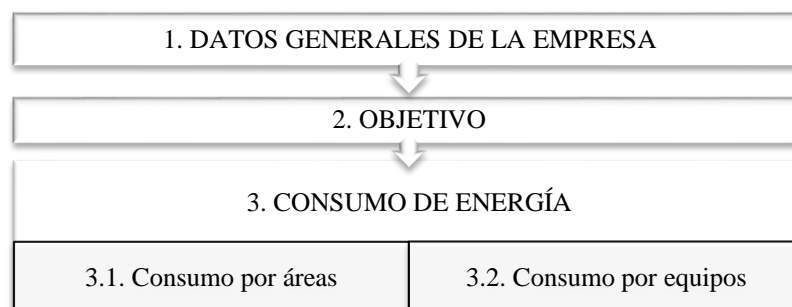 1. DATOS GENERALES DE LA EMPRESA
2. OBJETIVO
3. CONSUMO DE ENERGÍA
3.1. Consumo por áreas
3.2. Consumo por equipos